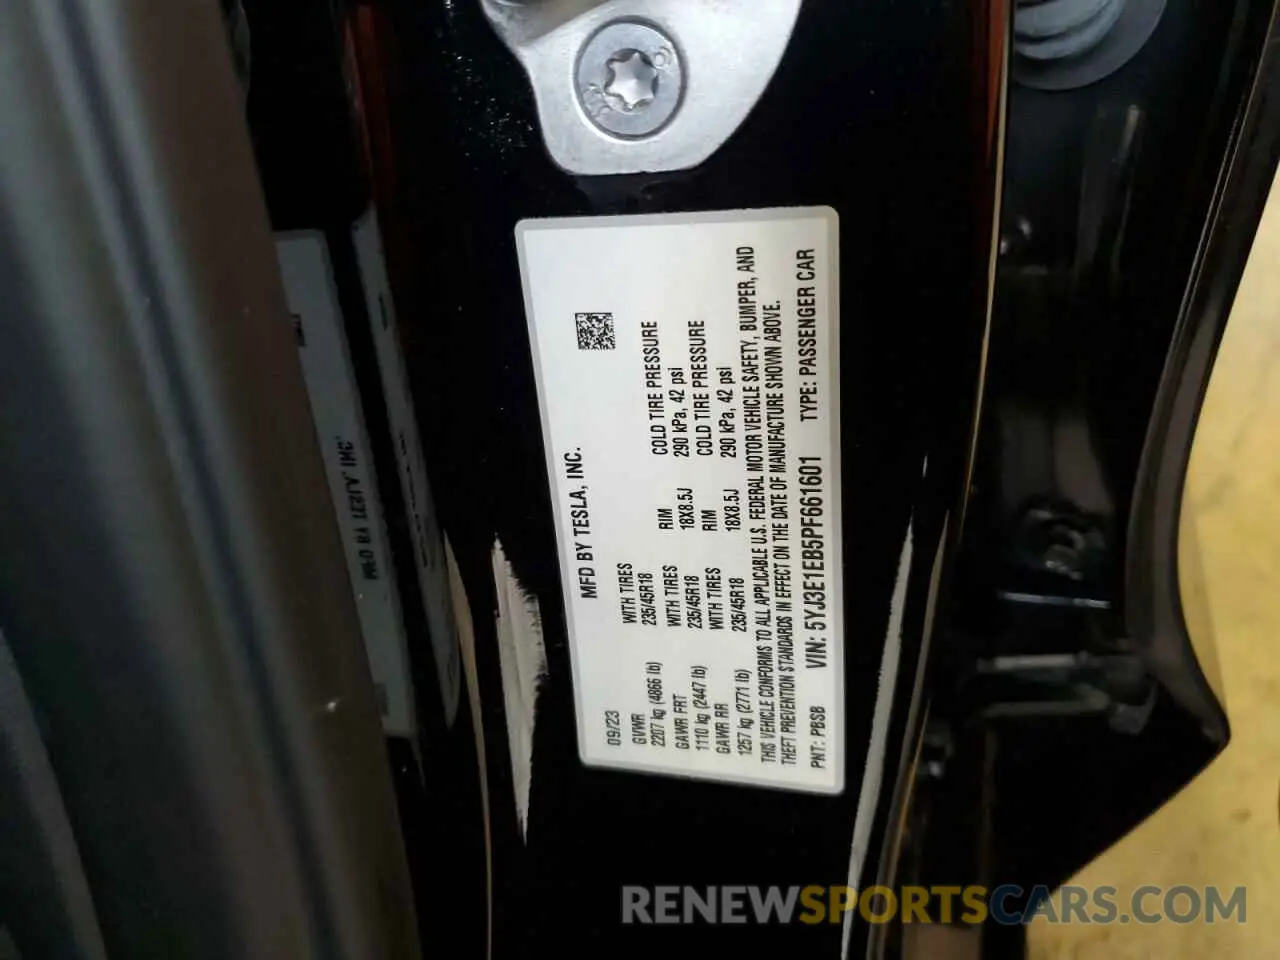 MFD BY TESLA, INC.
09/23
GVWR WITH TIRES RIM COLD TIRE PRESSURE
2207 kg (4866 lb) 235/45R18 18X8.5J 290 kPa, 42 psi
GAWR FRT WITH TIRES RIM COLD TIRE PRESSURE
1110 kg (2447 lb) 235/45R18 18X8.5J 290 kPa, 42 psi
GAWR RR WITH TIRES
1257 kg (2771 lb) 235/45R18
THIS VEHICLE CONFORMS TO ALL APPLICABLE U.S. FEDERAL MOTOR VEHICLE SAFETY, BUMPER, AND
THEFT PREVENTION STANDARDS IN EFFECT ON THE DATE OF MANUFACTURE SHOWN ABOVE.
PNT: PBSB VIN: 5YJ3E1EB5PF661601 TYPE: PASSENGER CAR
RENEWSPORTSCARS.COM